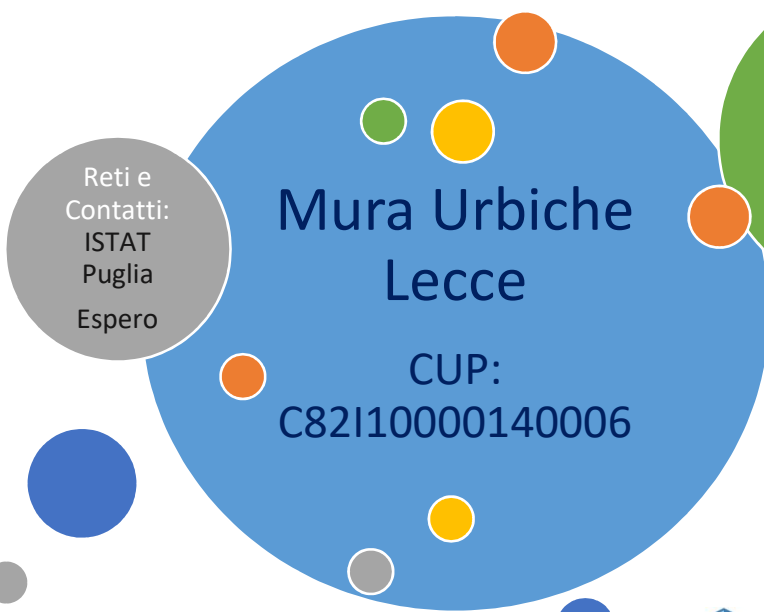 Reti e
Contatti:
ISTAT
Puglia
Espero
Mura Urbiche
Lecce
CUP:
C82I10000140006